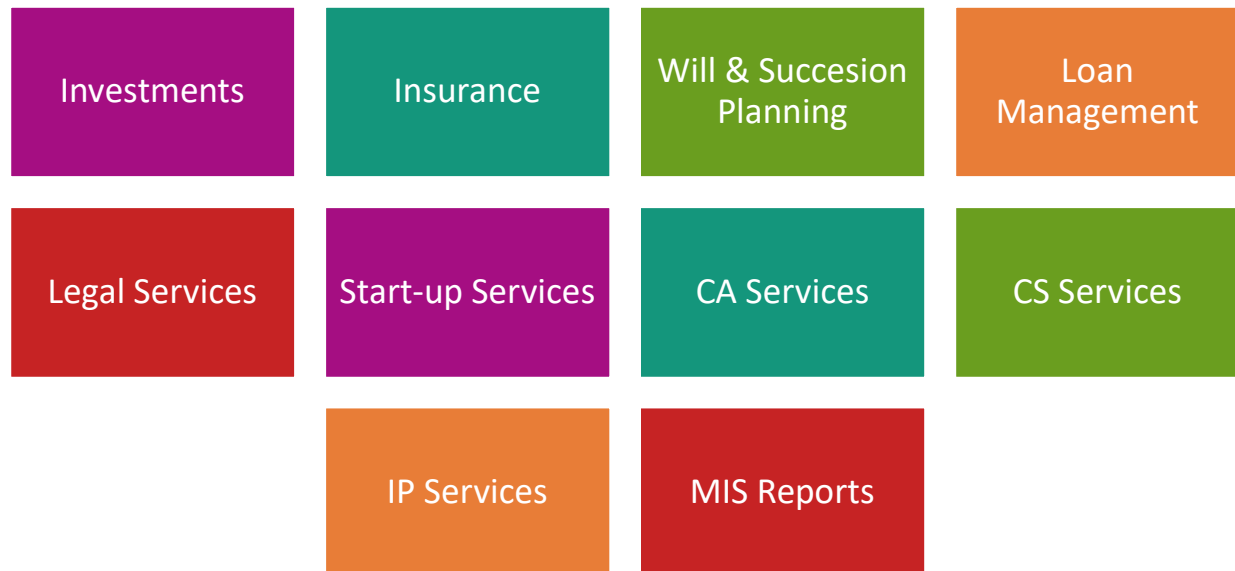 Investments
Insurance
Will & Succesion
Planning
Loan
Management
Legal Services
Start-up Services
CA Services
CS Services
IP Services
MIS Reports